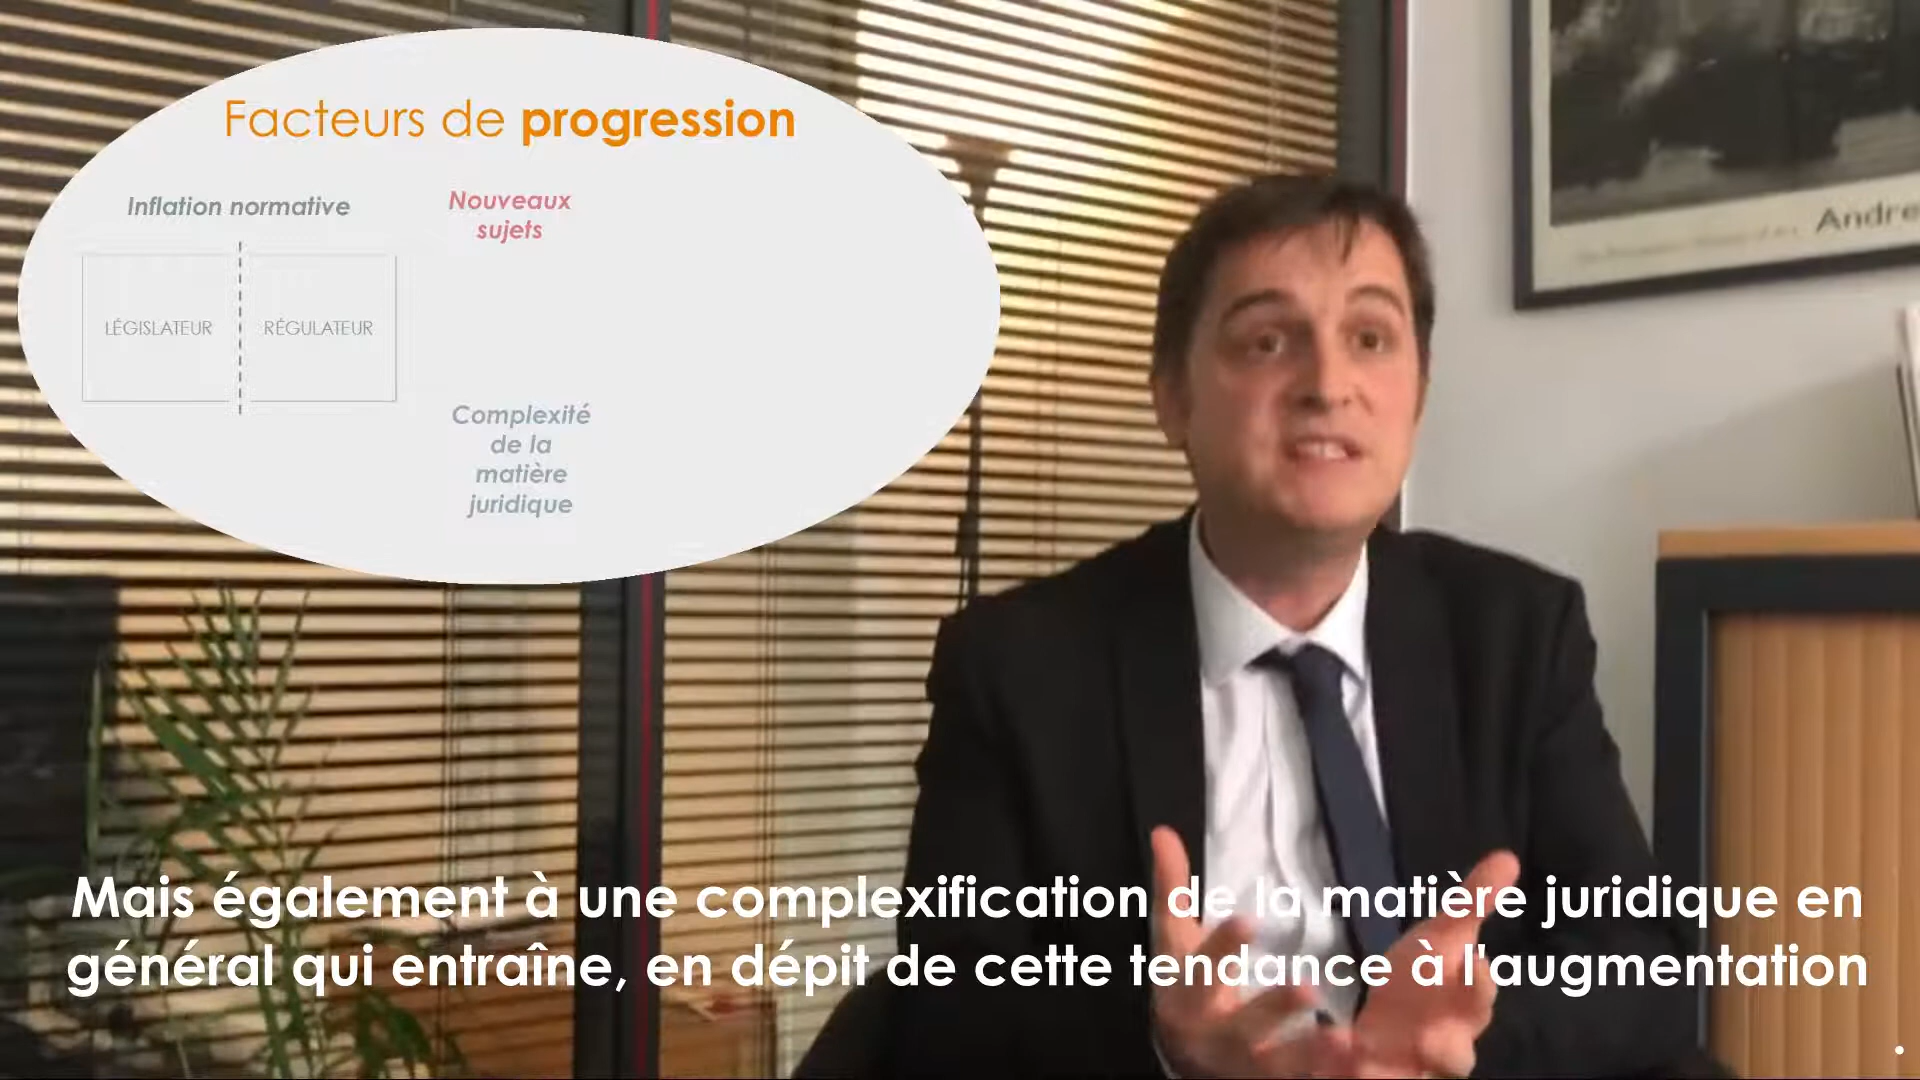 Facteurs de progression
Inflation normative
LÉGISLATEUR
RÉGULATEUR
Nouveaux
sujets
Complexité
de la
matière
juridique
Andre
Mais également à une complexification de la matière juridique en
général qui entraîne, en dépit de cette tendance à l'augmentation
.